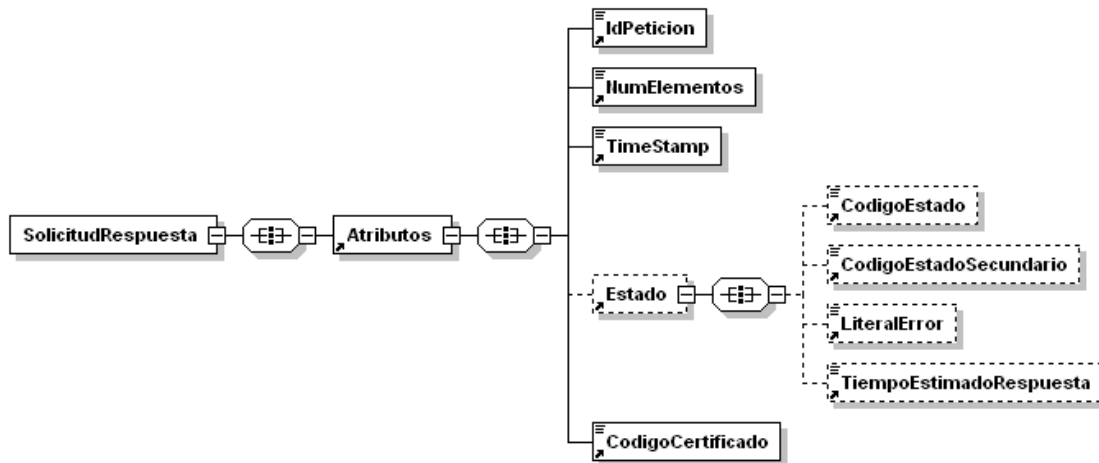 IdPeticion
NumElementos
TimeStamp
SolicitudRespuesta
Atributos
Estado
CodigoEstado
CodigoEstadoSecundario
LiteralError
TiempoEstimadoRespuesta
CodigoCertificado